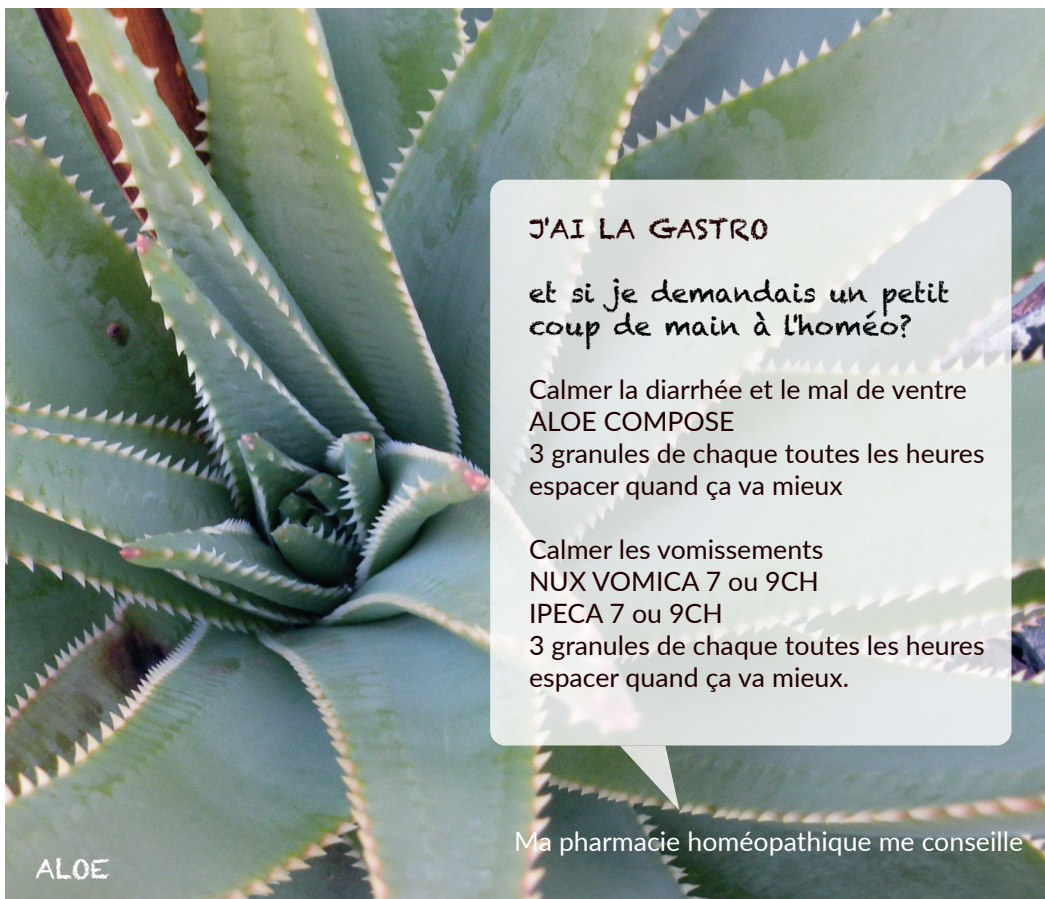 J'AI LA GASTRO
et si je demandais un petit
coup de main à l'homéo?
Calmer la diarrhée et le mal de ventre
ALOE COMPOSE
3 granules de chaque toutes les heures
espacer quand ça va mieux
Calmer les vomissements
NUX VOMICA 7 ou 9CH
IPECA 7 ou 9CH
3 granules de chaque toutes les heures
espacer quand ça va mieux.
Ma pharmacie homéopathique me conseille
ALOE